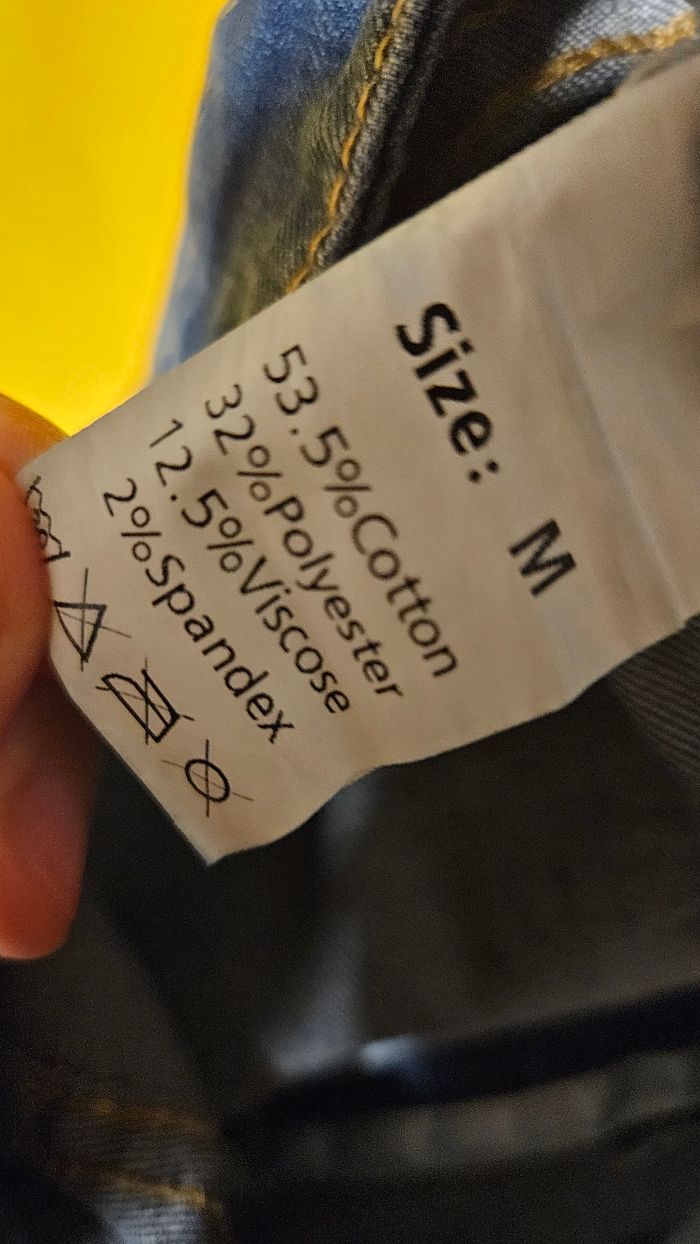 Size: M
53.5%Cotton
32%Polyester
12.5%Viscose
2%Spandex